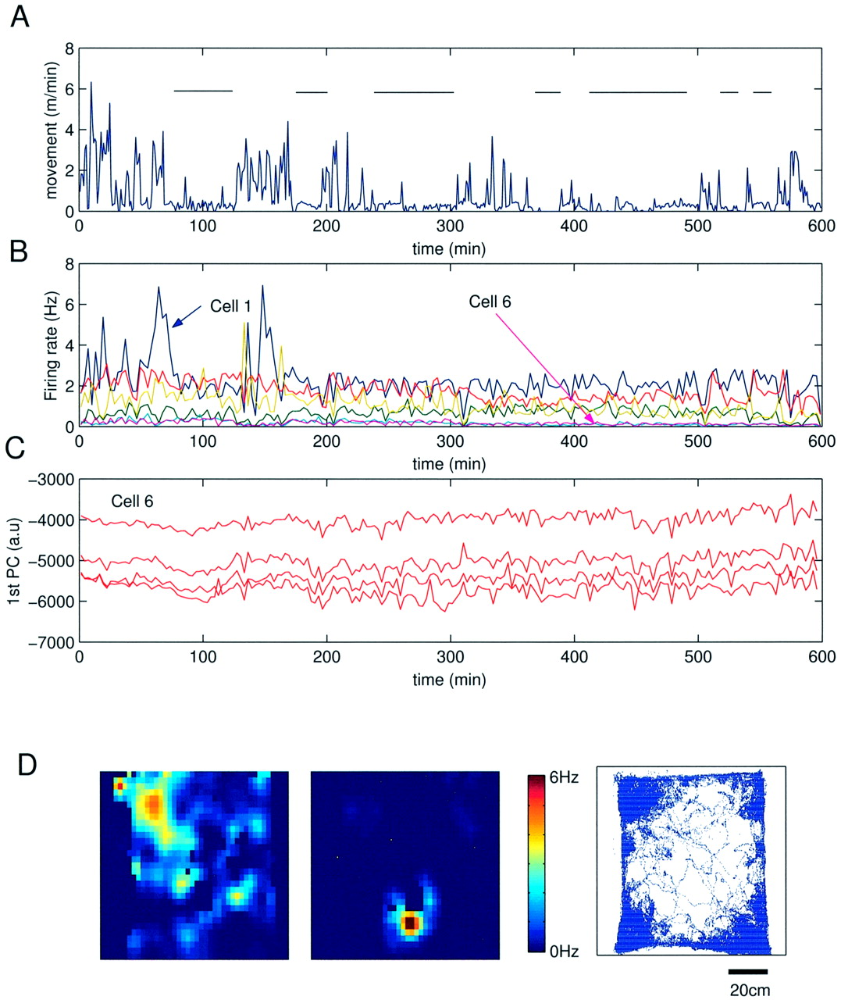 A
movement (m/min)
8
6
4
2
0
0 100 200 300 400 500 600
time (min)
B
Firing rate (Hz)
8
6
4
2
0
Cell 1
Cell 6
0 100 200 300 400 500 600
time (min)
C
1st PC (a.u)
−3000
−4000
−5000
−6000
−7000
Cell 6
0 100 200 300 400 500 600
time (min)
D
6Hz
0Hz
20cm